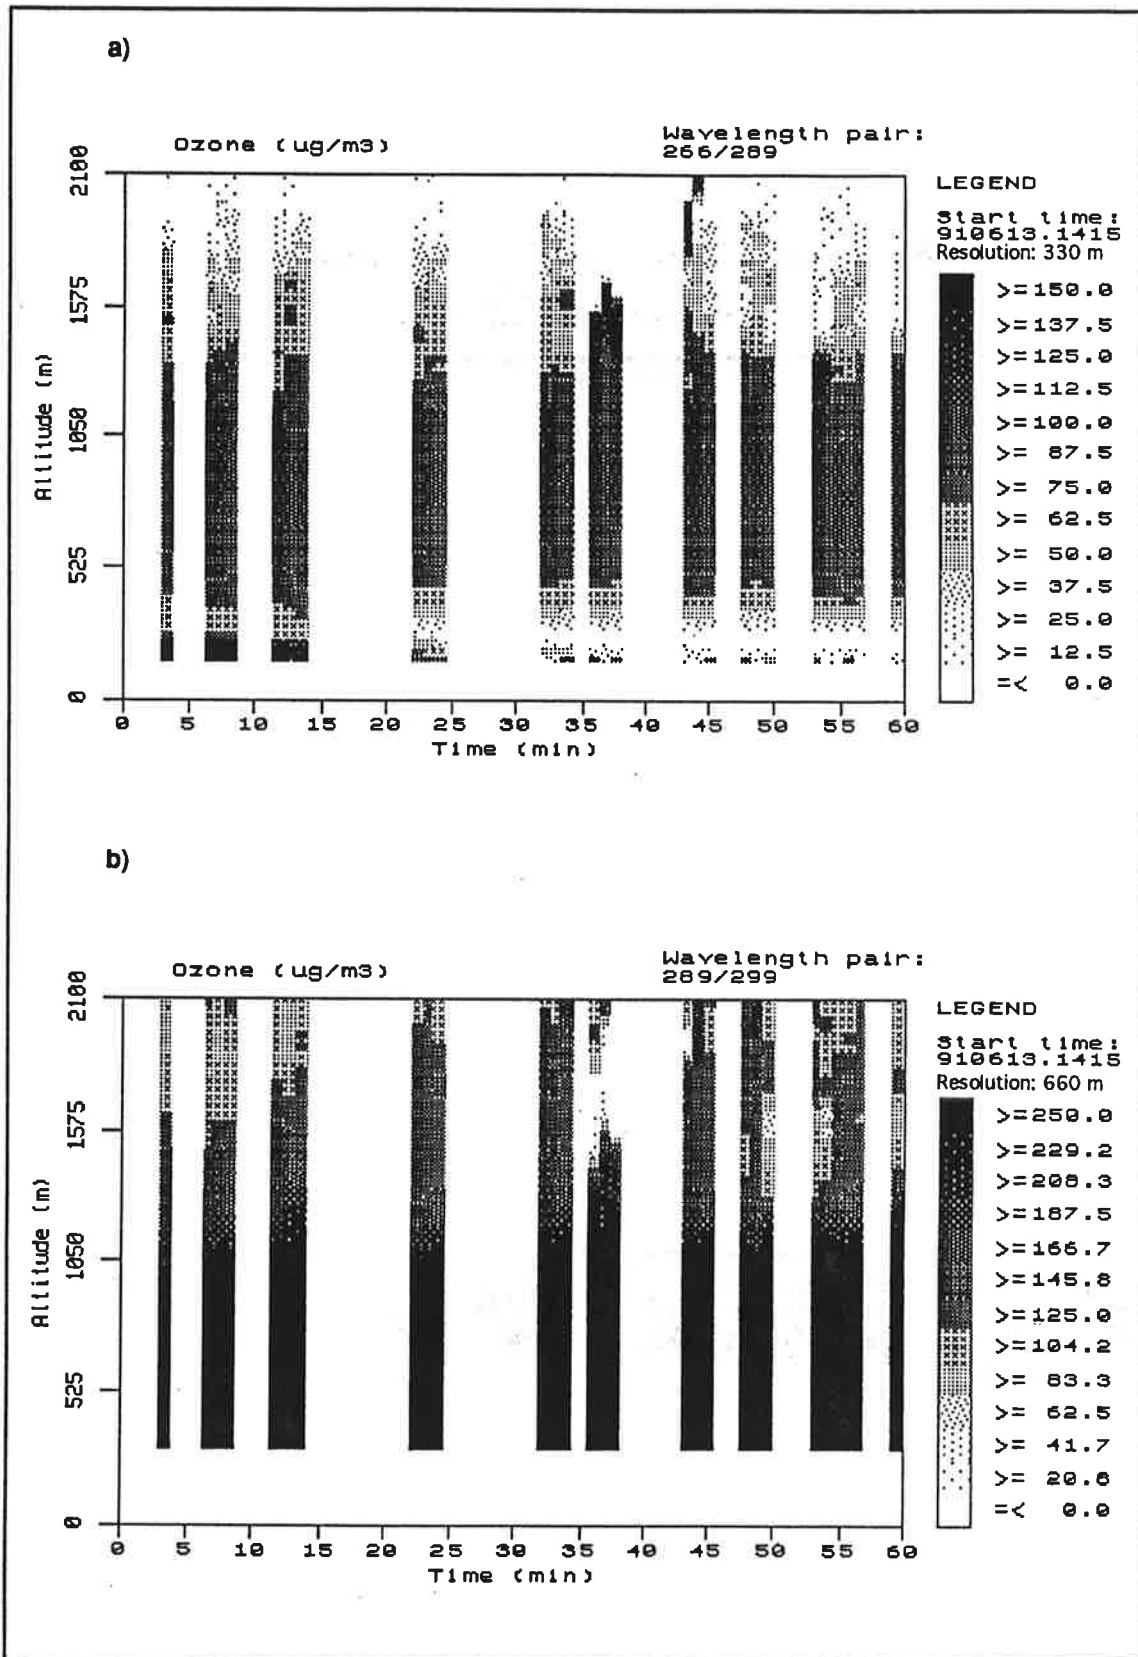 a)
Ozone (ug/m3)
Wavelength pair:
266/289
2100
1575
1050
525
0
Altitude (m)
0 5 10 15 20 25 30 35 40 45 50 55 60
Time (min)
LEGEND
Start time:
910613.1415
Resolution: 330 m
>=150.0
>=137.5
>=125.0
>=112.5
>=100.0
>= 87.5
>= 75.0
>= 62.5
>= 50.0
>= 37.5
>= 25.0
>= 12.5
=< 0.0
b)
Ozone (ug/m3)
Wavelength pair:
289/299
2100
1575
1050
525
0
Altitude (m)
0 5 10 15 20 25 30 35 40 45 50 55 60
Time (min)
LEGEND
Start time:
910613.1415
Resolution: 660 m
>=250.0
>=229.2
>=208.3
>=187.5
>=166.7
>=145.8
>=125.0
>=104.2
>= 83.3
>= 62.5
>= 41.7
>= 20.8
=< 0.0